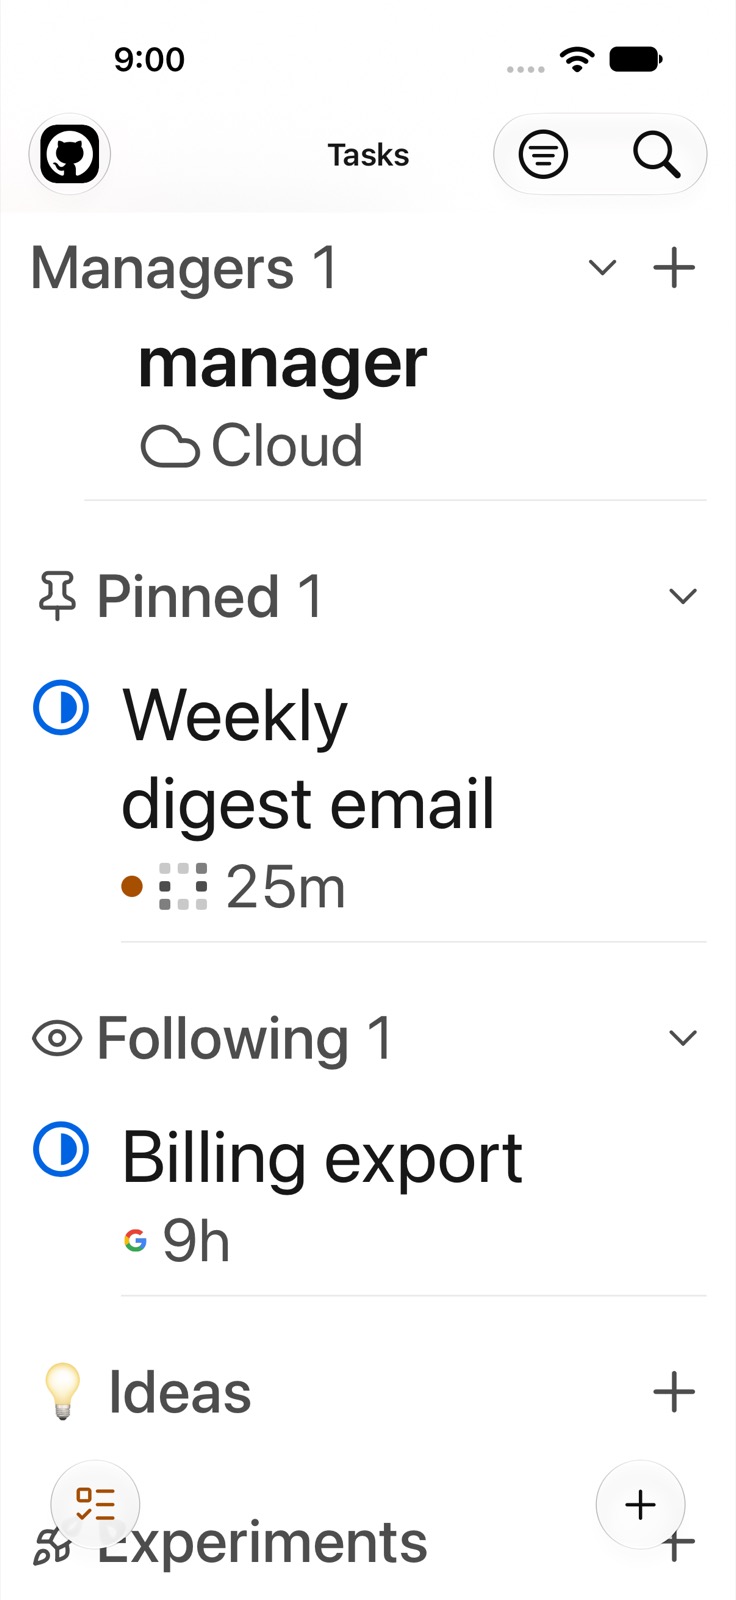 9:00
Tasks
Managers 1
manager
Cloud
Pinned 1
Weekly
digest email
25m
Following 1
Billing export
9h
Ideas
Experiments